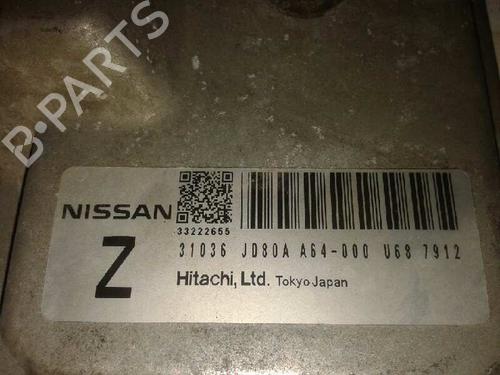 B-PARTS
NISSAN
33222655
Z
31036 JD80A A64-000 U68 7912
Hitachi, Ltd. Tokyo Japan